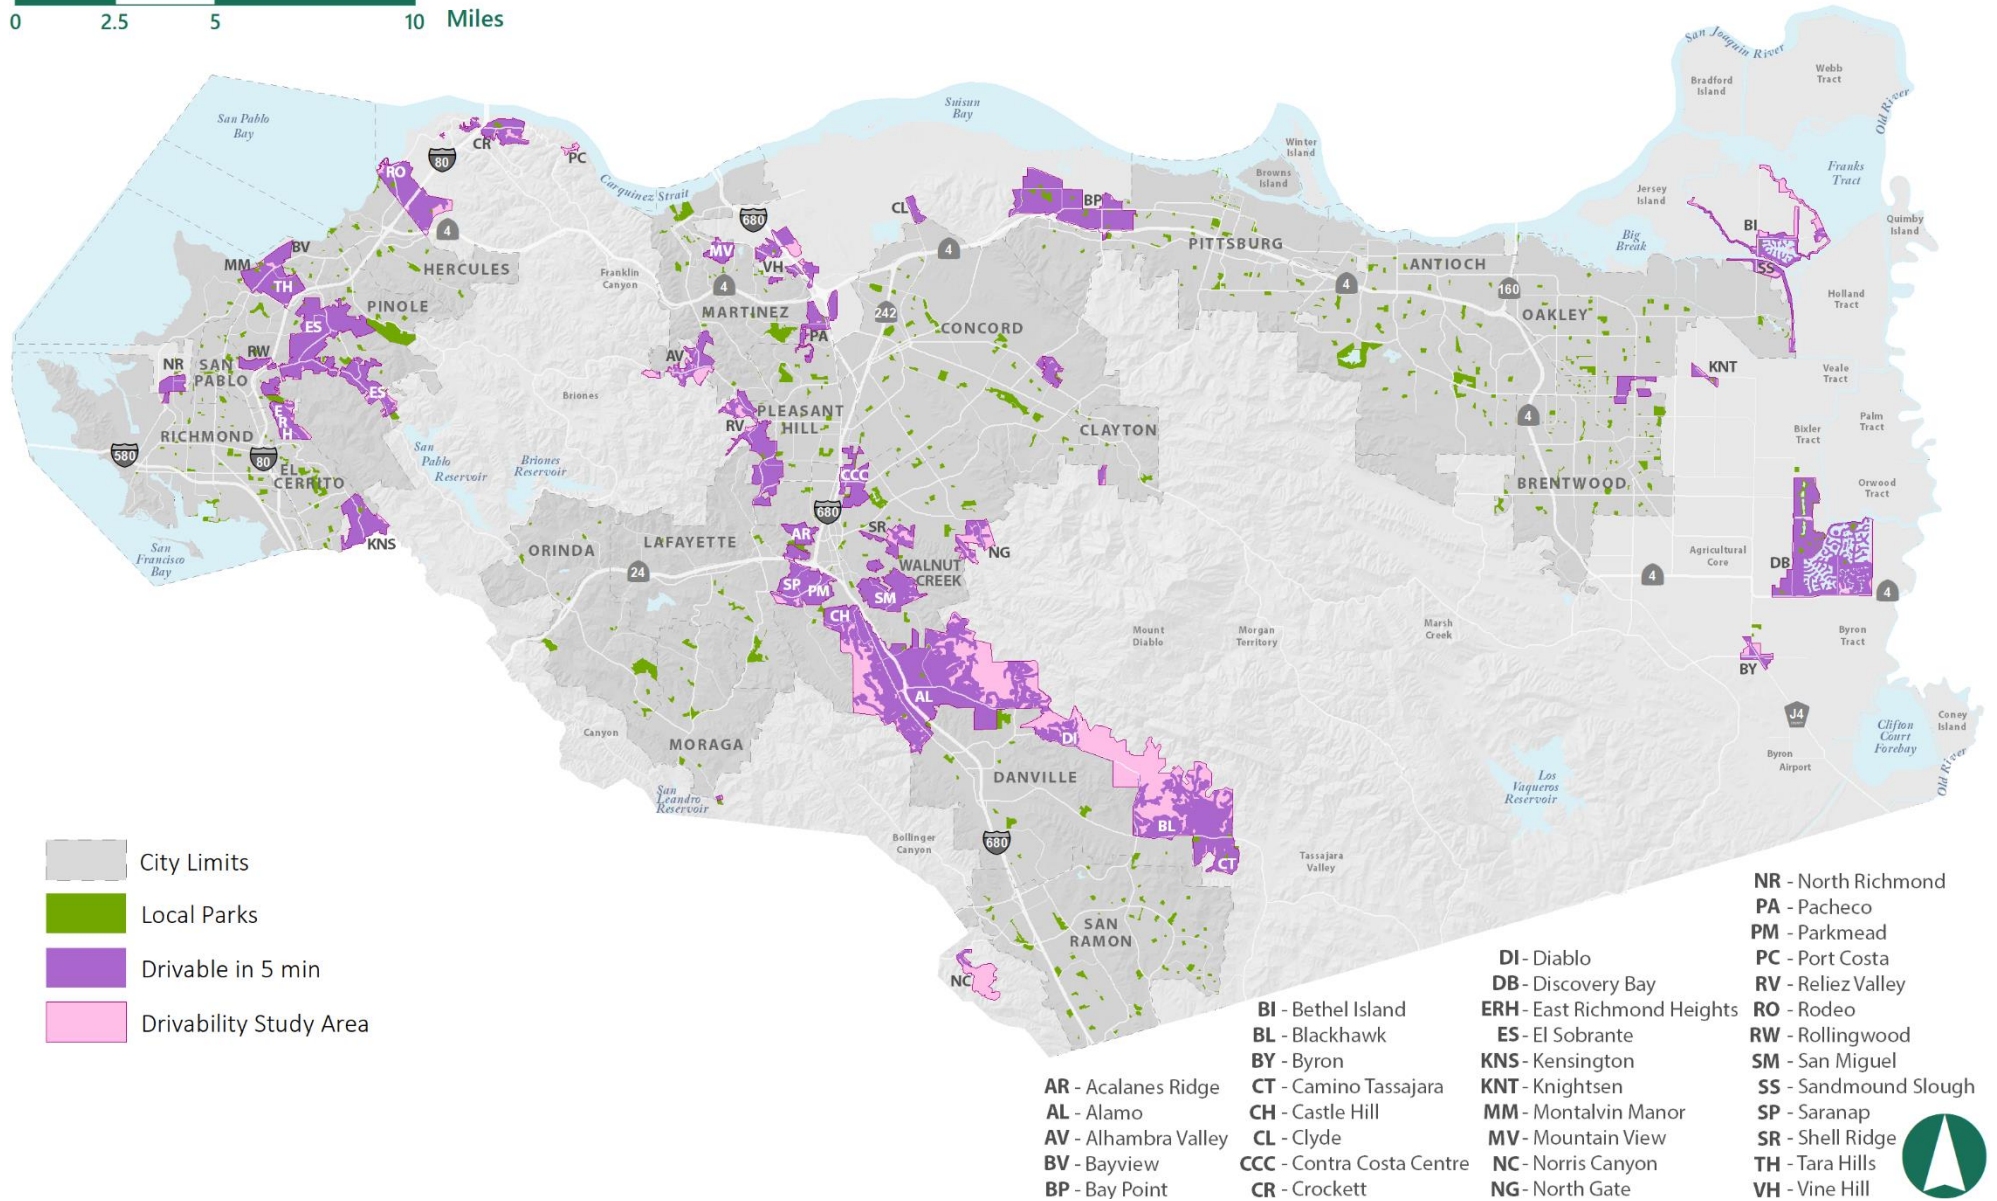 0 2.5 5 10 Miles
San Joaquin River
Webb
Tract
Bradford
Island
Old River
San Pablo
Bay
Suisun
Bay
CR
80
PC
RO
Carquinez Strait
Winter
Island
Browns
Island
Franks
Tract
Jersey
Island
Quimby
Island
CL
BP
680
4
MV
VH
4
BV
MM
TH
HERCULES
Franklin
Canyon
4
PITTSBURG
ANTIOCH
Big
Break
BI
SS
4
160
Holland
Tract
PINOLE
ES
MARTINEZ
242
CONCORD
PA
OAKLEY
NR
SAN
PABLO
RW
ES
AV
Briones
KNT
Veale
Tract
ERH
RICHMOND
580
80
EL
CERRITO
San
Pablo
Reservoir
Briones
Reservoir
RV
PLEASANT
HILL
CLAYTON
4
Bixler
Tract
Palm
Tract
CCC
BRENTWOOD
Orwood
Tract
680
San
Francisco
Bay
KNS
ORINDA
LAFAYETTE
AR
SR
NG
WALNUT
CREEK
24
SP
PM
SM
CH
Agricultural
Core
DB
4
4
Mount
Diablo
Morgan
Territory
Marsh
Creek
Byron
Tract
BY
AL
Canyon
MORAGA
DI
J4
Clifton
Court
Forebay
Coney
Island
Byron
Airport
Old River
San
Leandro
Reservoir
DANVILLE
Los
Vaqueros
Reservoir
BL
680
Bollinger
Canyon
CT
Tassajara
Valley
SAN
RAMON
NC
City Limits
Local Parks
Drivable in 5 min
Drivability Study Area
AR - Acalanes Ridge
AL - Alamo
AV - Alhambra Valley
BV - Bayview
BP - Bay Point
BI - Bethel Island
BL - Blackhawk
BY - Byron
CT - Camino Tassajara
CH - Castle Hill
CL - Clyde
CCC - Contra Costa Centre
CR - Crockett
DI - Diablo
DB - Discovery Bay
ERH - East Richmond Heights
ES - El Sobrante
KNS - Kensington
KNT - Knightsen
MM - Montalvin Manor
MV - Mountain View
NC - Norris Canyon
NG - North Gate
NR - North Richmond
PA - Pacheco
PM - Parkmead
PC - Port Costa
RV - Reliez Valley
RO - Rodeo
RW - Rollingwood
SM - San Miguel
SS - Sandmound Slough
SP - Saranap
SR - Shell Ridge
TH - Tara Hills
VH - Vine Hill